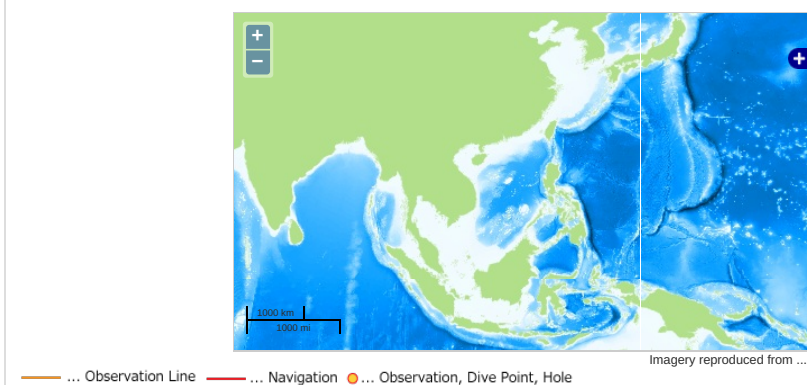 +
−
+
1000 km
1000 mi
Imagery reproduced from ...
... Observation Line ... Navigation ... Observation, Dive Point, Hole